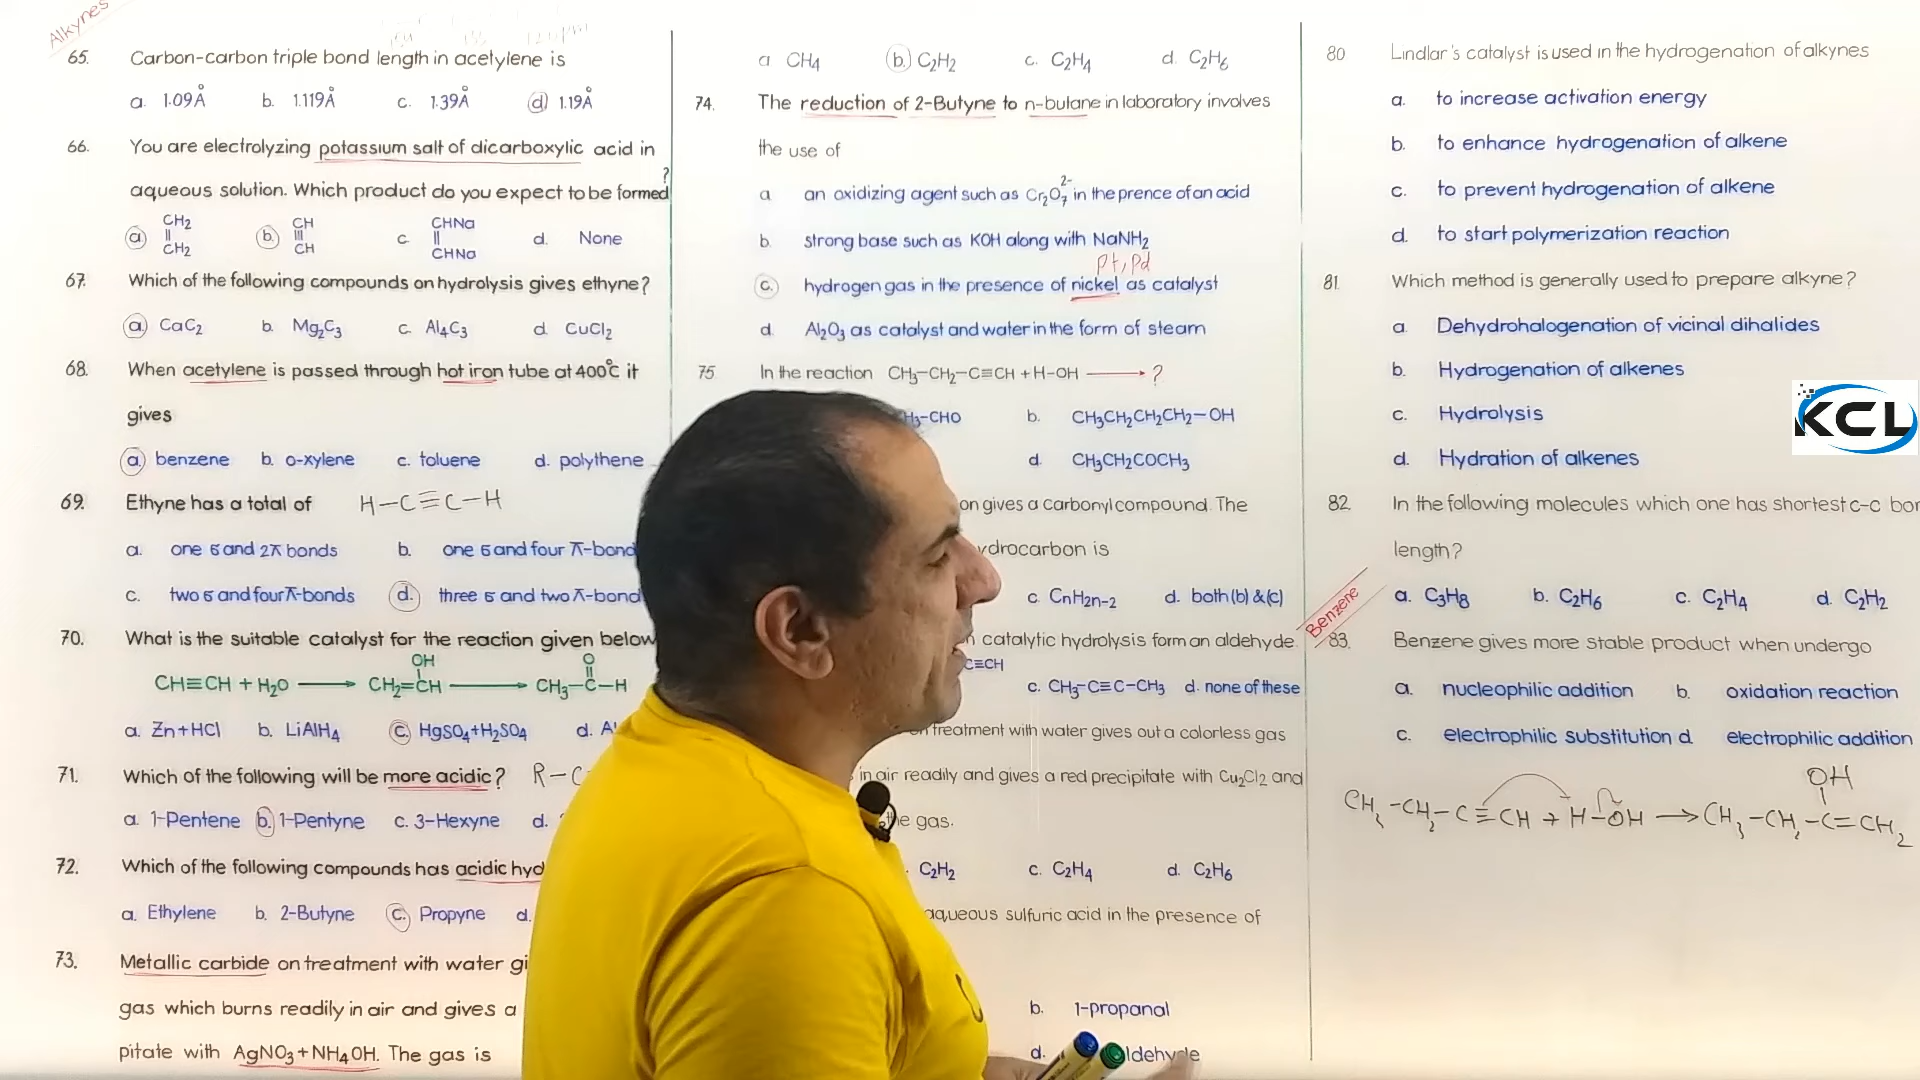 Alkynes
65. Carbon-carbon triple bond length in acetylene is
a. 1.09Å b. 1.119Å c. 1.39Å d) 1.19Å
66. You are electrolyzing potassium salt of dicarboxylic acid in
aqueous solution. Which product do you expect to be formed?
a) CH2=CH2 b. CH≡CH c. CHNa=CHNa d. None
67. Which of the following compounds on hydrolysis gives ethyne?
a) CaC2 b. Mg2C3 c. Al4C3 d. CuCl2
68. When acetylene is passed through hot iron tube at 400°C it
gives
a) benzene b. o-xylene c. toluene d. polythene
69. Ethyne has a total of H-C≡C-H
a. one σ and 2π bonds b. one σ and four π-bond
c. two σ and four π-bonds d. three σ and two π-bond
70. What is the suitable catalyst for the reaction given below
CH≡CH + H2O ⟶ CH2=CH(OH) ⟶ CH3-C(=O)-H
a. Zn+HCl b. LiAlH4 c. HgSO4+H2SO4 d. A
71. Which of the following will be more acidic? R-C
a. 1-Pentene b. 1-Pentyne c. 3-Hexyne d.
72. Which of the following compounds has acidic hyd
a. Ethylene b. 2-Butyne c. Propyne d.
73. Metallic carbide on treatment with water gi
gas which burns readily in air and gives a
pitate with AgNO3+NH4OH. The gas is
a CH4 b. C2H2 c. C2H4 d. C2H6
74. The reduction of 2-Butyne to n-butane in laboratory involves
the use of
a an oxidizing agent such as Cr2O7 2- in the prence of an acid
b. strong base such as KOH along with NaNH2
Pt, Pd
c. hydrogen gas in the presence of nickel as catalyst
d. Al2O3 as catalyst and water in the form of steam
75 In the reaction CH3-CH2-C≡CH + H-OH ⟶ ?
H3-CHO b. CH3CH2CH2CH2-OH
d. CH3CH2COCH3
on gives a carbonyl compound. The
ydrocarbon is
c. CnH2n-2 d. both (b) & (c)
catalytic hydrolysis form an aldehyde.
C≡CH
c. CH3-C≡C-CH3 d. none of these
treatment with water gives out a colorless gas
in air readily and gives a red precipitate with Cu2Cl2 and
the gas.
. C2H2 c. C2H4 d. C2H6
aqueous sulfuric acid in the presence of
b. 1-propanal
d. ldehyde
80 Lindlar's catalyst is used in the hydrogenation of alkynes
a. to increase activation energy
b. to enhance hydrogenation of alkene
c. to prevent hydrogenation of alkene
d. to start polymerization reaction
81. Which method is generally used to prepare alkyne?
a. Dehydrohalogenation of vicinal dihalides
b. Hydrogenation of alkenes
c. Hydrolysis
d. Hydration of alkenes
KCL
82. In the following molecules which one has shortest c-c bon
length?
a. C3H8 b. C2H6 c. C2H4 d. C2H2
Benzene
83. Benzene gives more stable product when undergo
a. nucleophilic addition b. oxidation reaction
c. electrophilic substitution d. electrophilic addition
CH3-CH2-C≡CH + H-OH ⟶ CH3-CH2-C(OH)=CH2